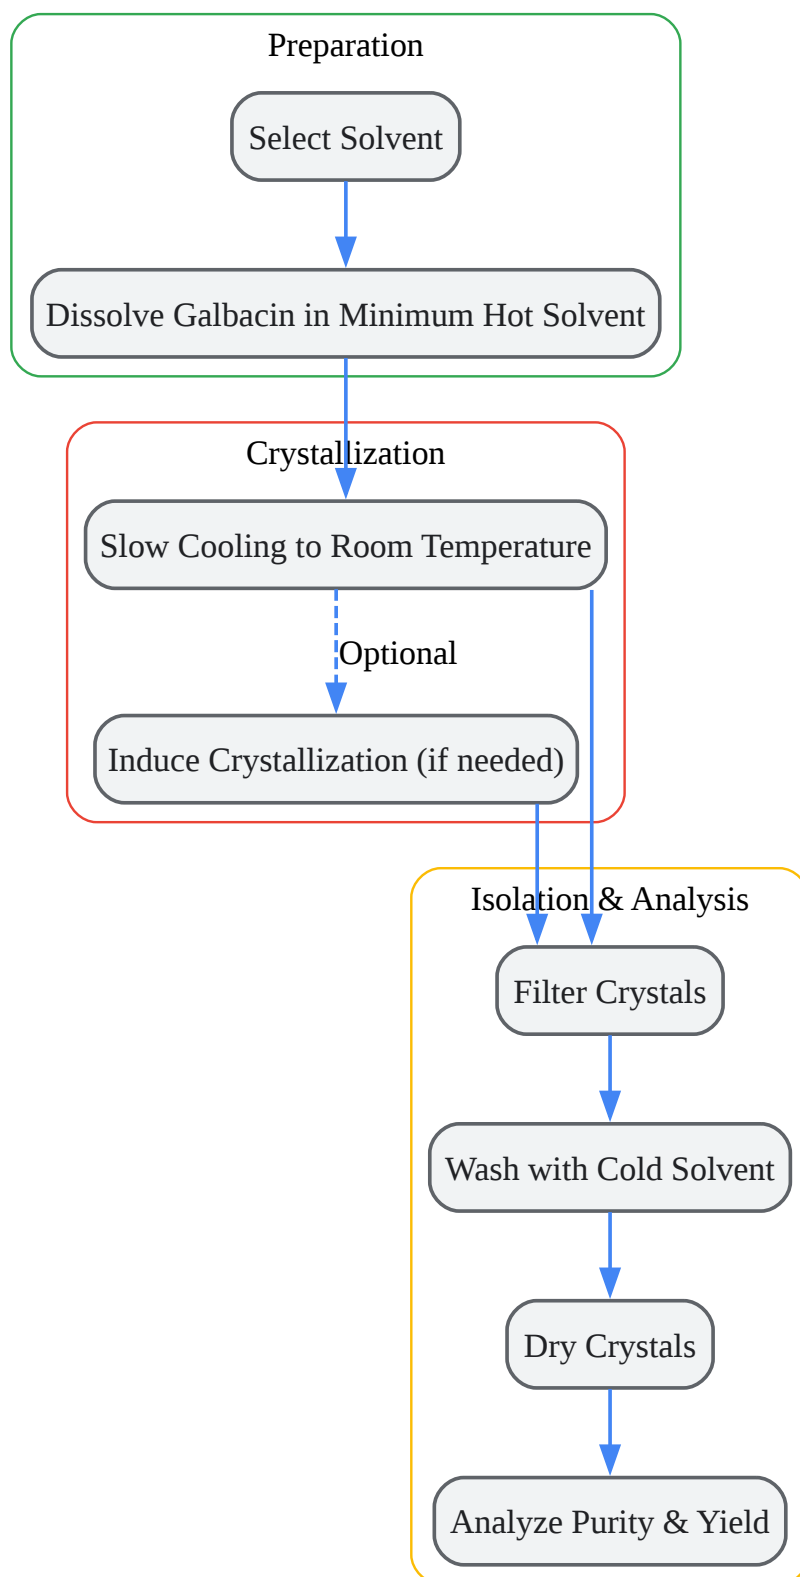 Preparation
Select Solvent
Dissolve Galbacin in Minimum Hot Solvent
Crystallization
Slow Cooling to Room Temperature
Optional
Induce Crystallization (if needed)
Isolation & Analysis
Filter Crystals
Wash with Cold Solvent
Dry Crystals
Analyze Purity & Yield